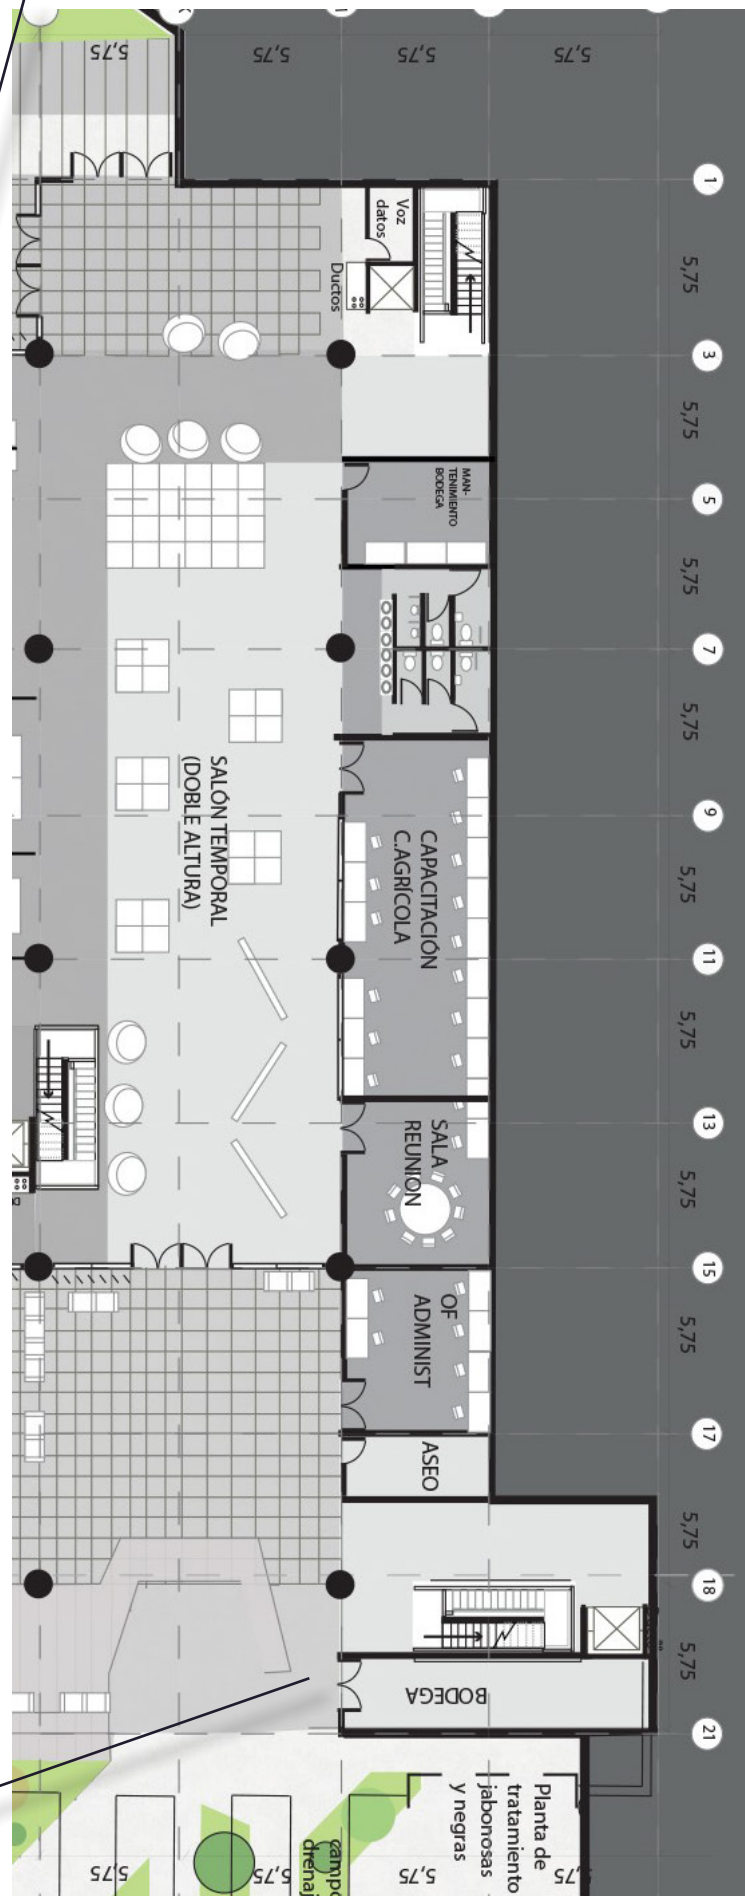 5,75
5,75
5,75
5,75
1
Voz
datos
5,75
Ductos
3
5,75
MAN-
TENIMIENTO
BODEGA
5
5,75
7
5,75
SALÓN TEMPORAL
(DOBLE ALTURA)
9
CAPACITACIÓN
C.AGRÍCOLA
5,75
11
5,75
13
SALA
REUNION
5,75
15
OF
ADMINIST
5,75
17
ASEO
5,75
18
5,75
BODEGA
21
Planta de
tratamiento
jabonosas
y negras
campo
drenaj
5,75
5,75
5,75
5,75